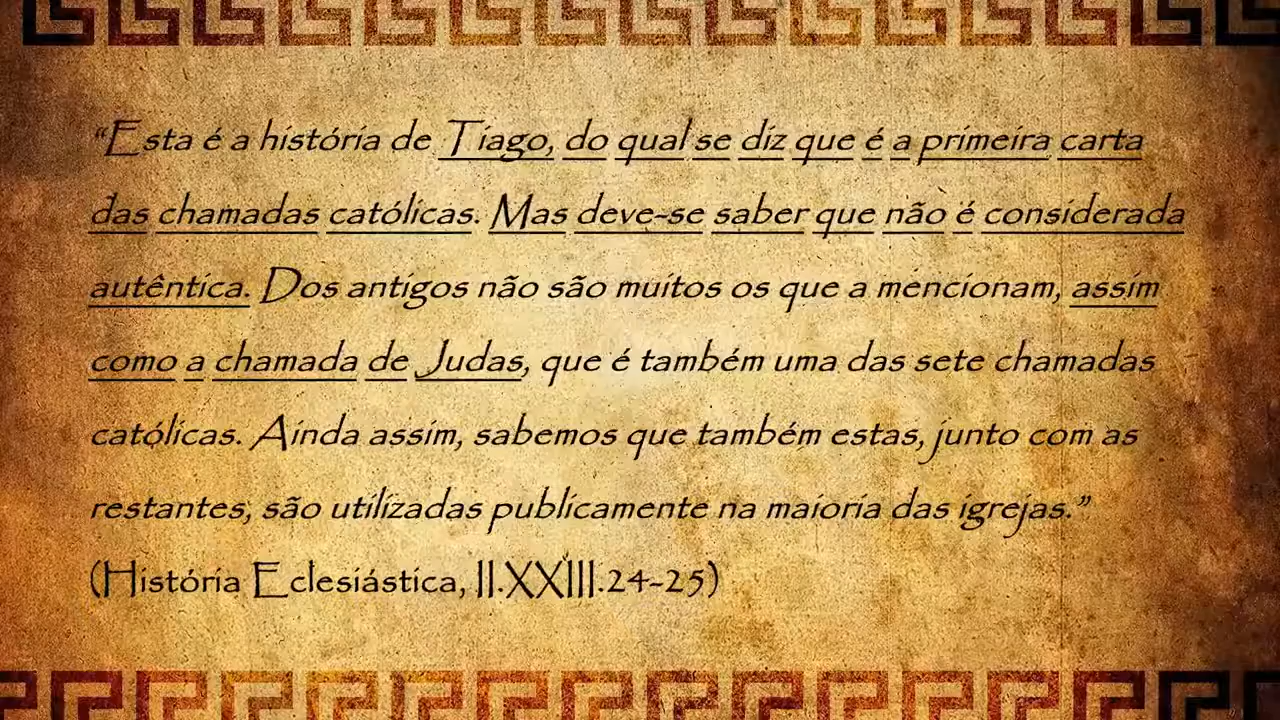 “Esta é a história de Tiago, do qual se diz que é a primeira carta
das chamadas católicas. Mas deve-se saber que não é considerada
autêntica. Dos antigos não são muitos os que a mencionam, assim
como a chamada de Judas, que é também uma das sete chamadas
católicas. Ainda assim, sabemos que também estas, junto com as
restantes, são utilizadas publicamente na maioria das igrejas.”
(História Eclesiástica, II.XXIII.24-25)